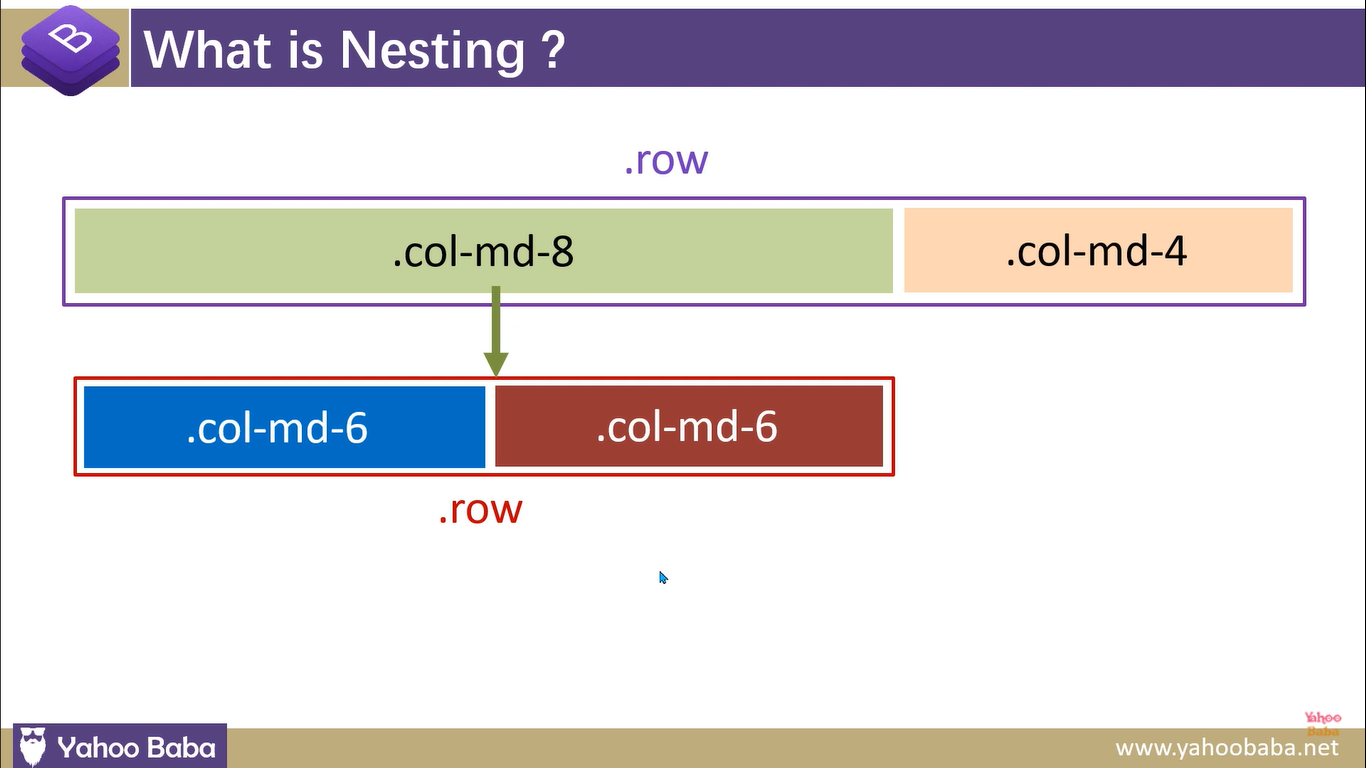 B
What is Nesting ?
.row
.col-md-8
.col-md-4
.col-md-6
.col-md-6
.row
Yahoo
Baba
Yahoo Baba
www.yahoobaba.net